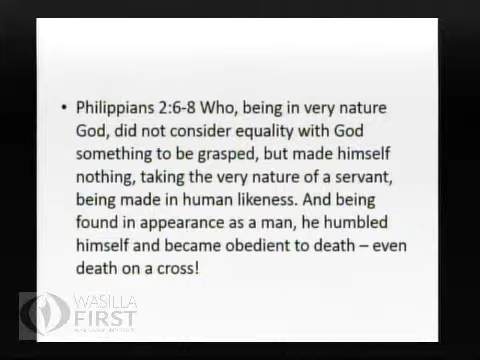 • Philippians 2:6-8 Who, being in very nature
God, did not consider equality with God
something to be grasped, but made himself
nothing, taking the very nature of a servant,
being made in human likeness. And being
found in appearance as a man, he humbled
himself and became obedient to death – even
death on a cross!
WASILLA
FIRST